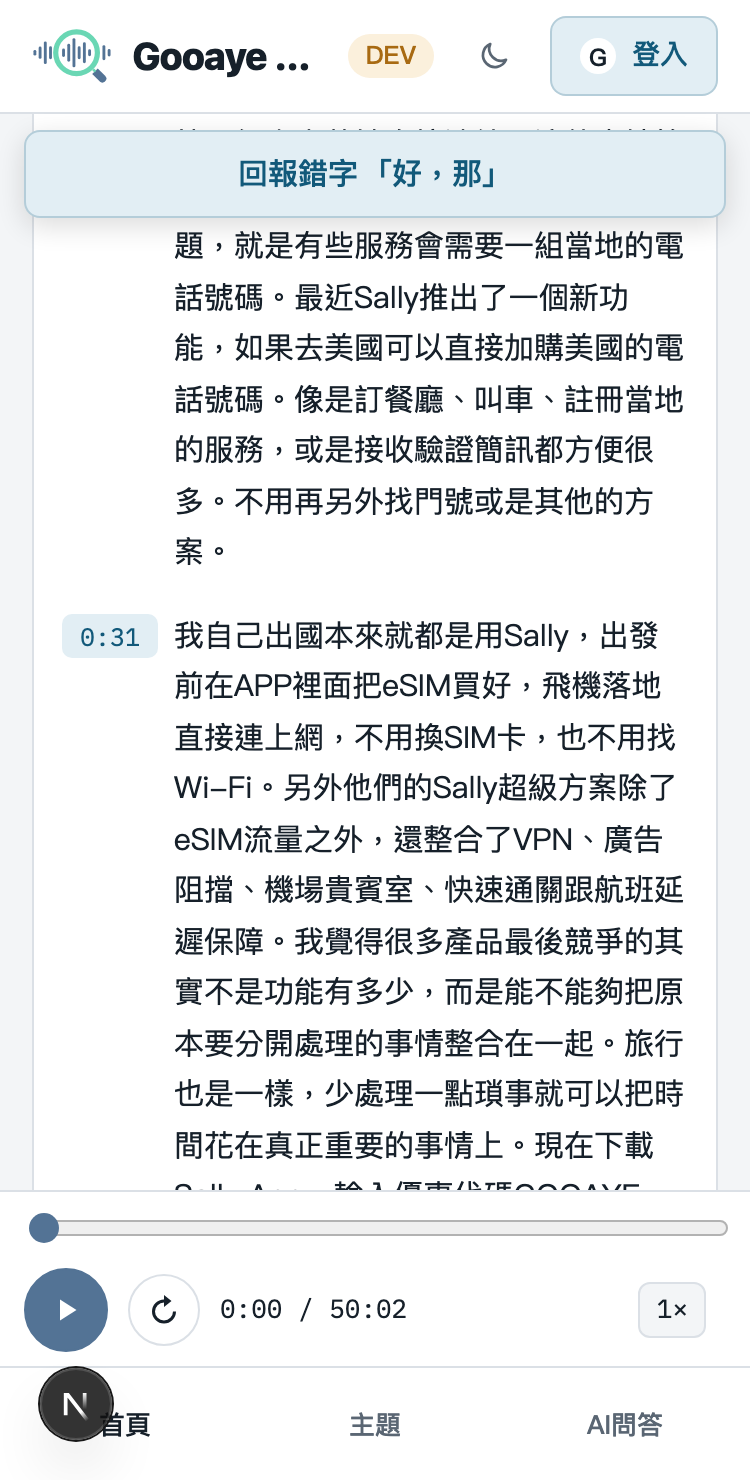 Gooaye ...
DEV
G 登入
回報錯字 「好，那」
題，就是有些服務會需要一組當地的電
話號碼。最近Sally推出了一個新功
能，如果去美國可以直接加購美國的電
話號碼。像是訂餐廳、叫車、註冊當地
的服務，或是接收驗證簡訊都方便很
多。不用再另外找門號或是其他的方
案。
0:31
我自己出國本來就都是用Sally，出發
前在APP裡面把eSIM買好，飛機落地
直接連上網，不用換SIM卡，也不用找
Wi-Fi。另外他們的Sally超級方案除了
eSIM流量之外，還整合了VPN、廣告
阻擋、機場貴賓室、快速通關跟航班延
遲保障。我覺得很多產品最後競爭的其
實不是功能有多少，而是能不能夠把原
本要分開處理的事情整合在一起。旅行
也是一樣，少處理一點瑣事就可以把時
間花在真正重要的事情上。現在下載
0:00 / 50:02
1×
N
首頁
主題
AI問答